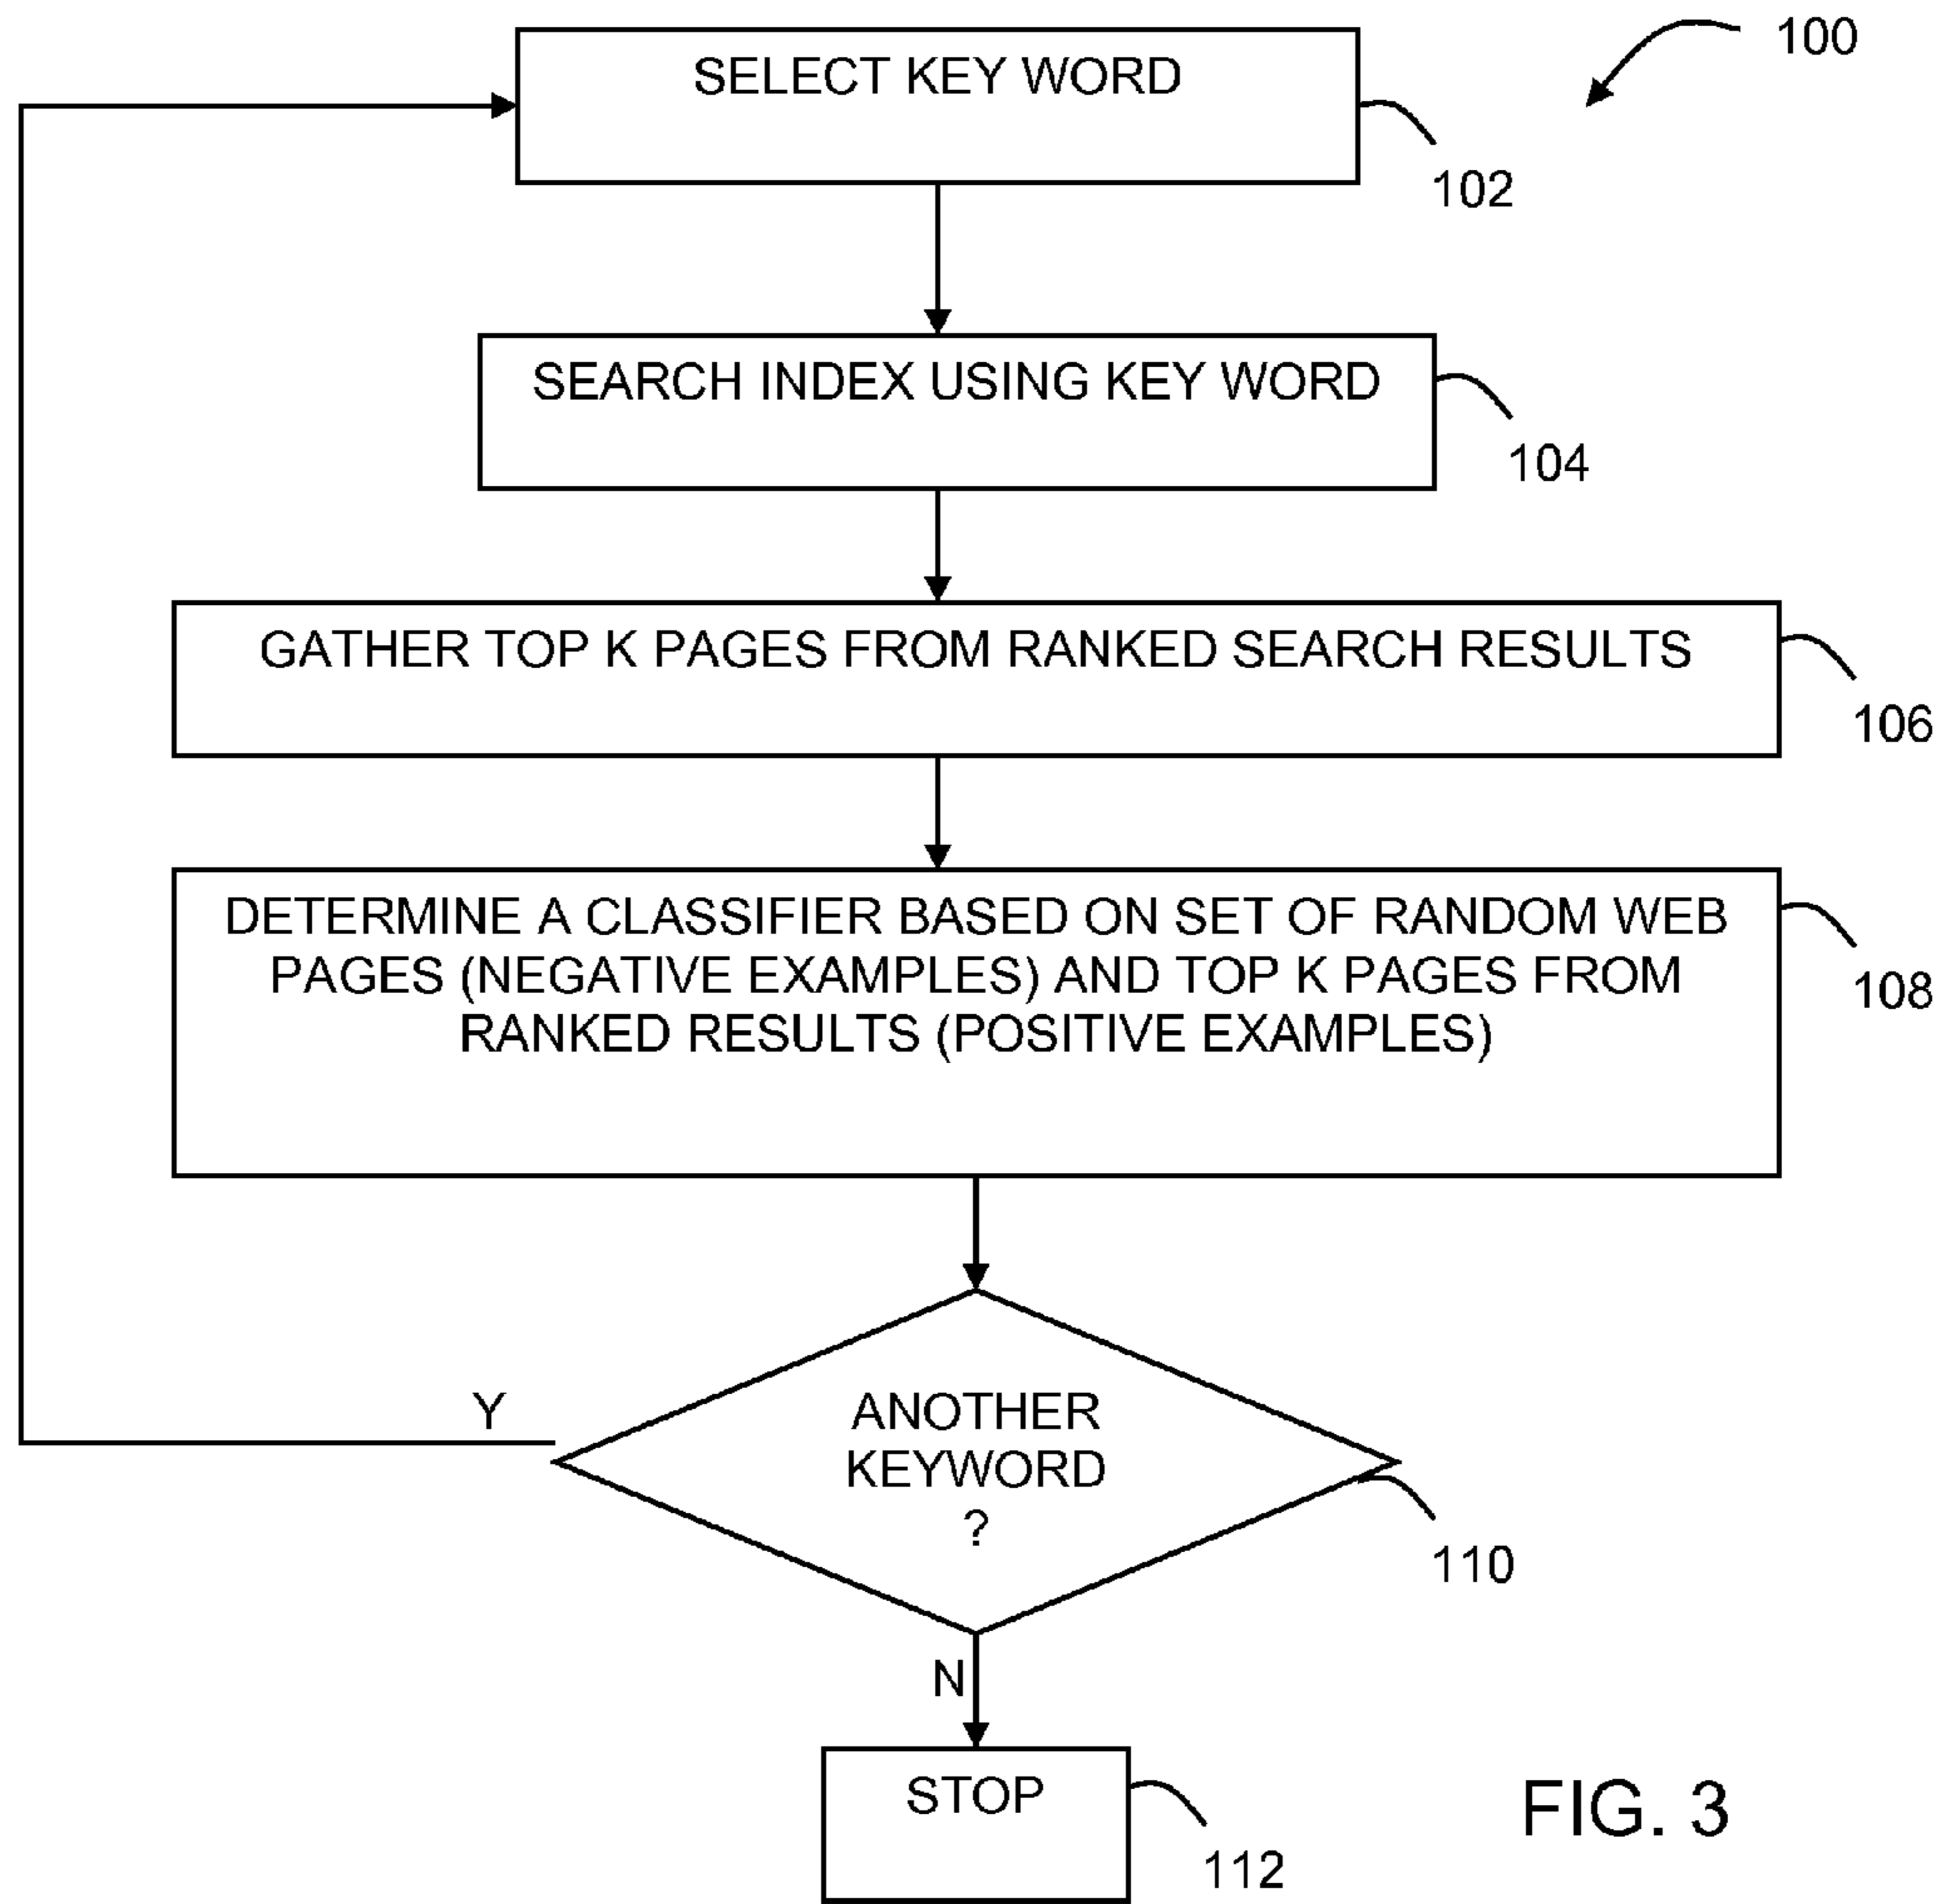 100
SELECT KEY WORD
102
SEARCH INDEX USING KEY WORD
104
GATHER TOP K PAGES FROM RANKED SEARCH RESULTS
106
DETERMINE A CLASSIFIER BASED ON SET OF RANDOM WEB
PAGES (NEGATIVE EXAMPLES) AND TOP K PAGES FROM
RANKED RESULTS (POSITIVE EXAMPLES)
108
Y
ANOTHER
KEYWORD
?
110
N
STOP
112
FIG. 3